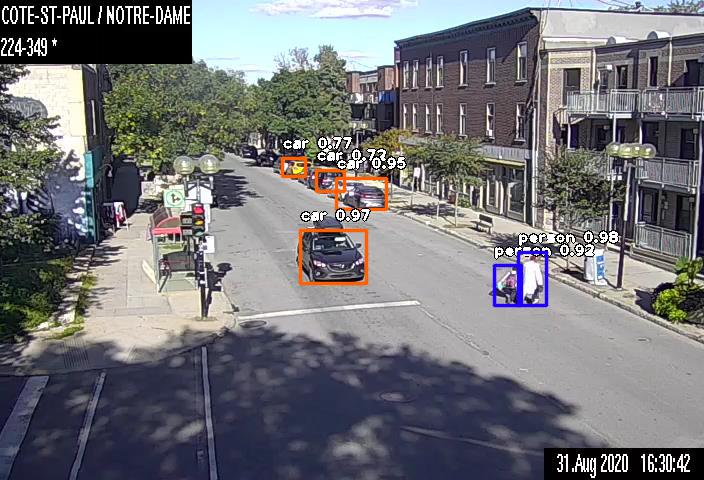 COTE-ST-PAUL / NOTRE-DAME
224-349 *
car 0.77
car 0.72
car 0.95
car 0.97
person 0.98
person 0.92
31.Aug 2020 16:30:42